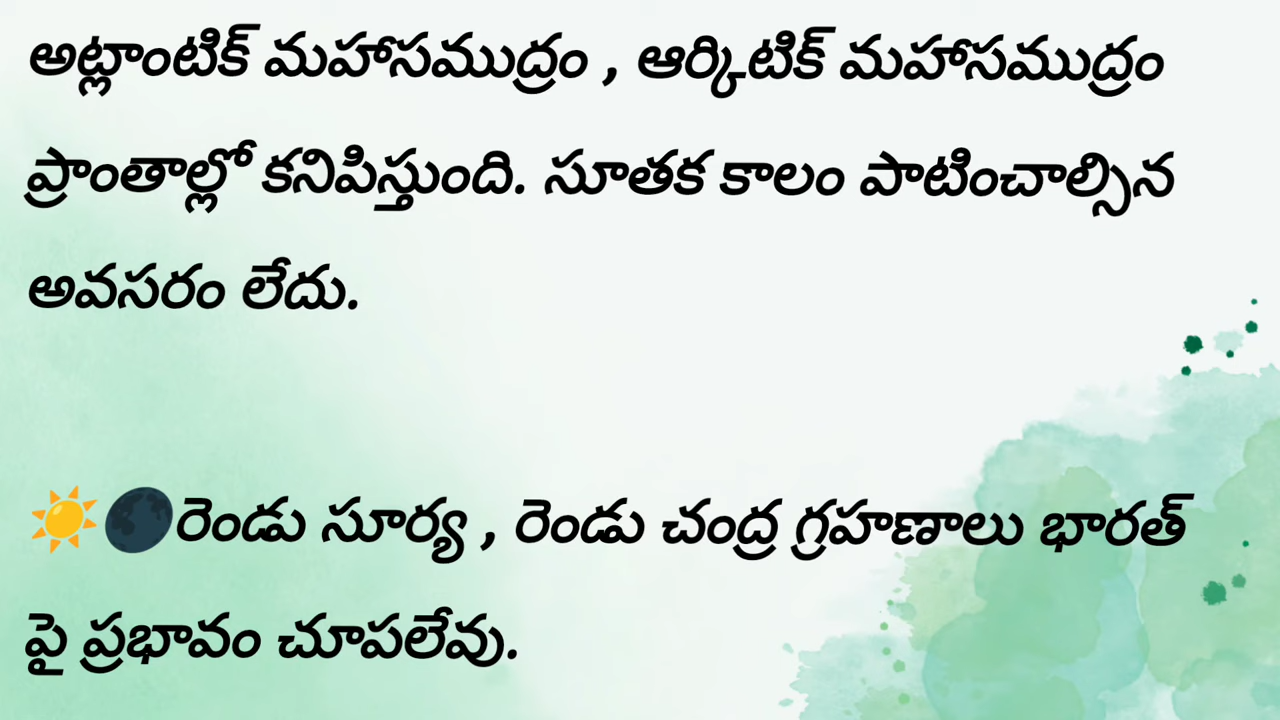 అట్లాంటిక్ మహాసముద్రం , ఆర్కిటిక్ మహాసముద్రం
ప్రాంతాల్లో కనిపిస్తుంది. సూతక కాలం పాటించాల్సిన
అవసరం లేదు.
☀️🌑రెండు సూర్య , రెండు చంద్ర గ్రహణాలు భారత్
పై ప్రభావం చూపలేవు.